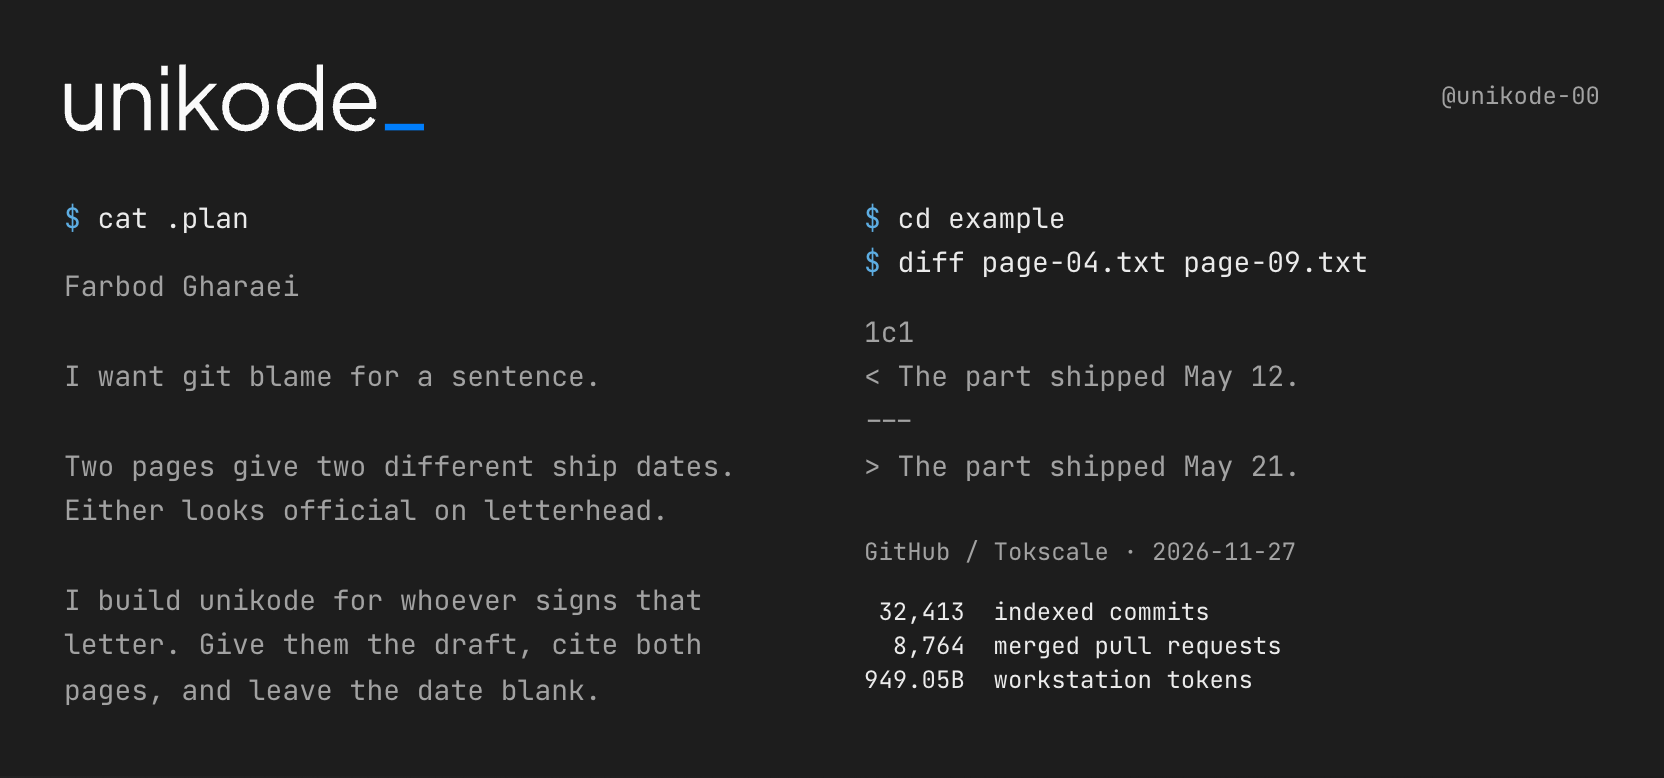 unikode_
@unikode-00
$ cat .plan
Farbod Gharaei
I want git blame for a sentence.
Two pages give two different ship dates.
Either looks official on letterhead.
I build unikode for whoever signs that
letter. Give them the draft, cite both
pages, and leave the date blank.
$ cd example
$ diff page-04.txt page-09.txt
1c1
< The part shipped May 12.
---
> The part shipped May 21.
GitHub / Tokscale · 2026-11-27
32,413 indexed commits
8,764 merged pull requests
949.05B workstation tokens